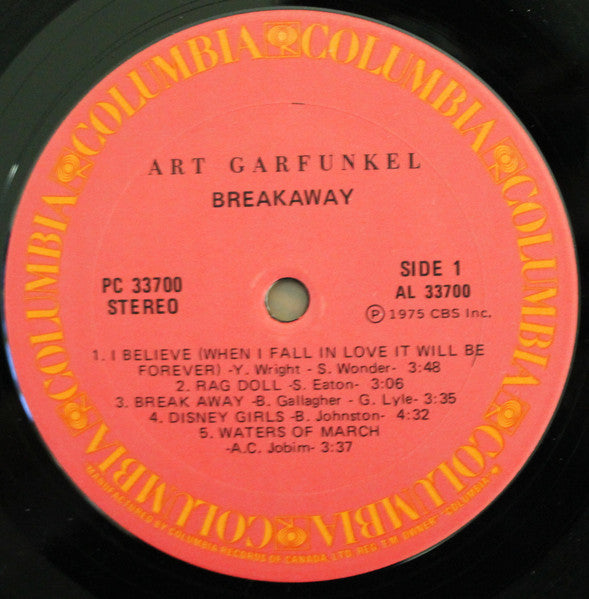 COLUMBIA COLUMBIA COLUMBIA COLUMBIA COLUMBIA COLUMBIA
ART GARFUNKEL
BREAKAWAY
PC 33700
STEREO
SIDE 1
AL 33700
Ⓟ 1975 CBS Inc.
1. I BELIEVE (WHEN I FALL IN LOVE IT WILL BE
FOREVER) -Y. Wright - S. Wonder- 3:48
2. RAG DOLL -S. Eaton- 3:06
3. BREAK AWAY -B. Gallagher - G. Lyle- 3:35
4. DISNEY GIRLS -B. Johnston- 4:32
5. WATERS OF MARCH
-A.C. Jobim- 3:37
MANUFACTURED BY COLUMBIA RECORDS OF CANADA, LTD. REG. T.M. OWNER "COLUMBIA"